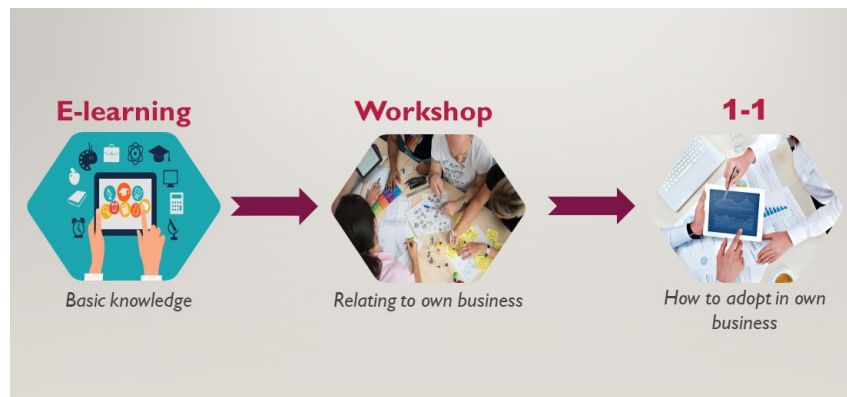 E-learning
Workshop
1-1
Basic knowledge
Relating to own business
How to adopt in own
business